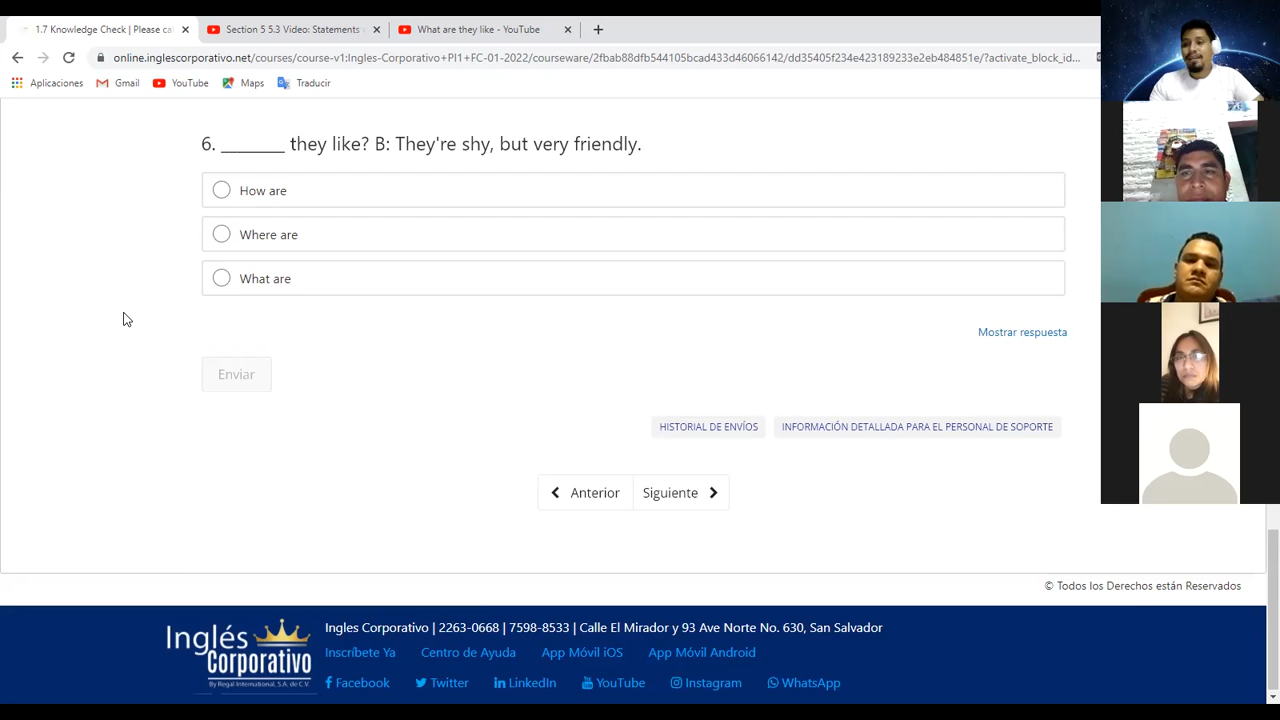 1.7 Knowledge Check | Please ca
Section 5 5.3 Video: Statements
What are they like - YouTube
online.inglescorporativo.net/courses/course-v1:Ingles-Corporativo+PI1+FC-01-2022/courseware/2fbab88dfb544105bcad433d46066142/dd35405f234e423189233e2eb484851e/?activate_block_id...
Aplicaciones
Gmail
YouTube
Maps
Traducir
6. _______ they like? B: They're shy, but very friendly.
How are
Where are
What are
Mostrar respuesta
Enviar
HISTORIAL DE ENVÍOS
INFORMACIÓN DETALLADA PARA EL PERSONAL DE SOPORTE
Anterior
Siguiente
© Todos los Derechos están Reservados
Inglés
Corporativo
By Regal International, S.A. de C.V.
Ingles Corporativo | 2263-0668 | 7598-8533 | Calle El Mirador y 93 Ave Norte No. 630, San Salvador
Inscríbete Ya
Centro de Ayuda
App Móvil iOS
App Móvil Android
Facebook
Twitter
LinkedIn
YouTube
Instagram
WhatsApp